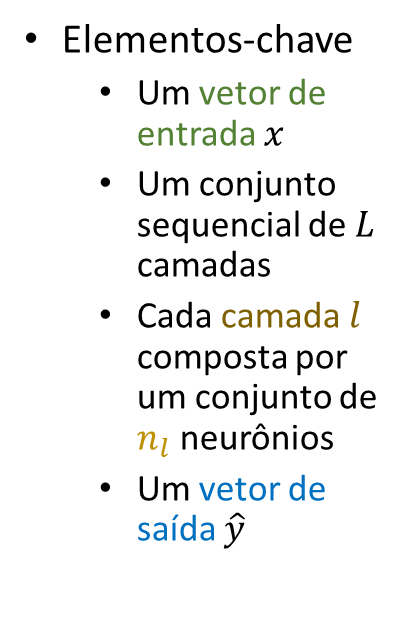 • Elementos-chave
• Um vetor de
entrada x
• Um conjunto
sequencial de L
camadas
• Cada camada l
composta por
um conjunto de
nₗ neurônios
• Um vetor de
saída ŷ